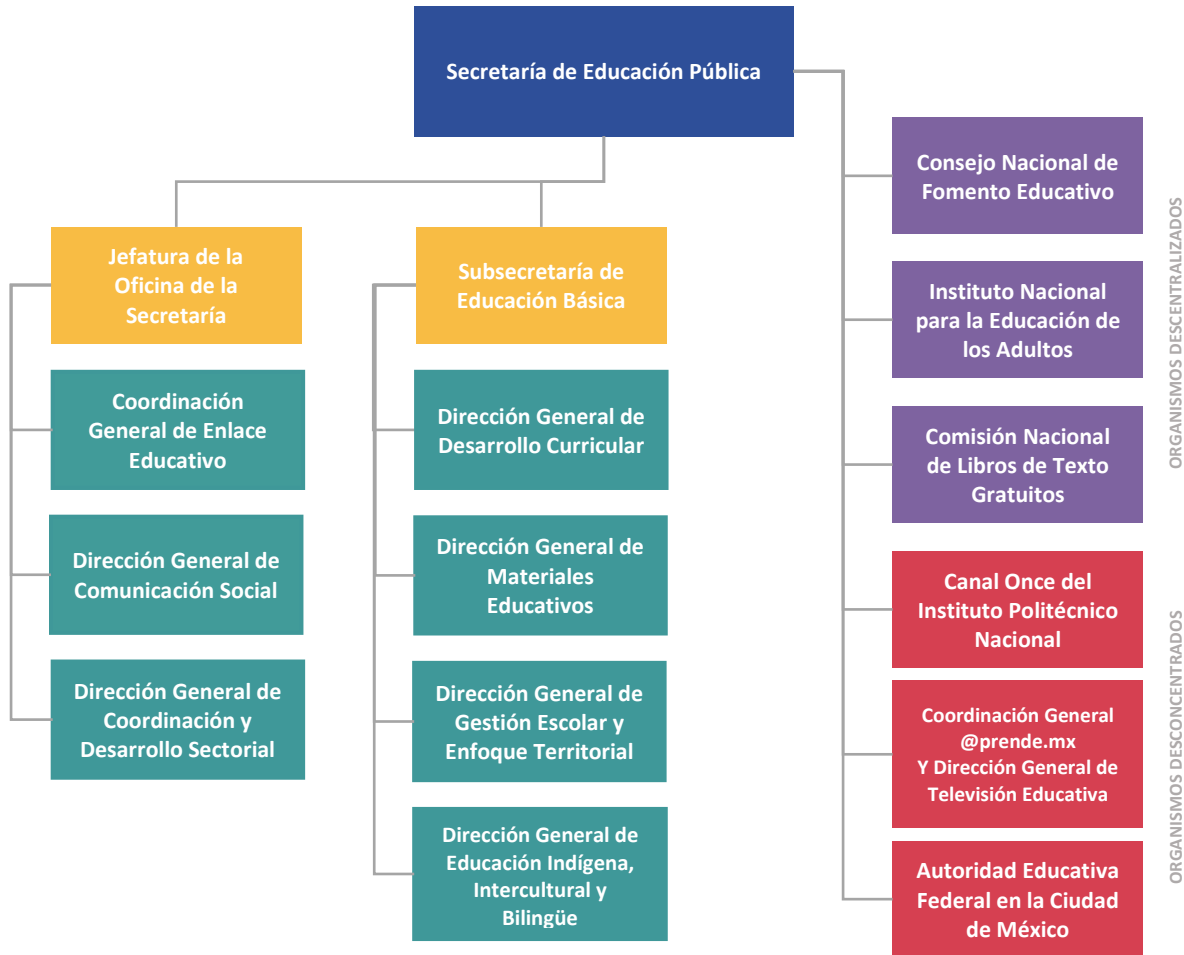 Secretaría de Educación Pública
Jefatura de la
Oficina de la
Secretaría
Coordinación
General de Enlace
Educativo
Dirección General de
Comunicación Social
Dirección General de
Coordinación y
Desarrollo Sectorial
Subsecretaría de
Educación Básica
Dirección General de
Desarrollo Curricular
Dirección General de
Materiales
Educativos
Dirección General de
Gestión Escolar y
Enfoque Territorial
Dirección General de
Educación Indígena,
Intercultural y
Bilingüe
Consejo Nacional de
Fomento Educativo
Instituto Nacional
para la Educación de
los Adultos
Comisión Nacional
de Libros de Texto
Gratuitos
ORGANISMOS DESCENTRALIZADOS
Canal Once del
Instituto Politécnico
Nacional
Coordinación General
@prende.mx
Y Dirección General de
Televisión Educativa
Autoridad Educativa
Federal en la Ciudad
de México
ORGANISMOS DESCONCENTRADOS